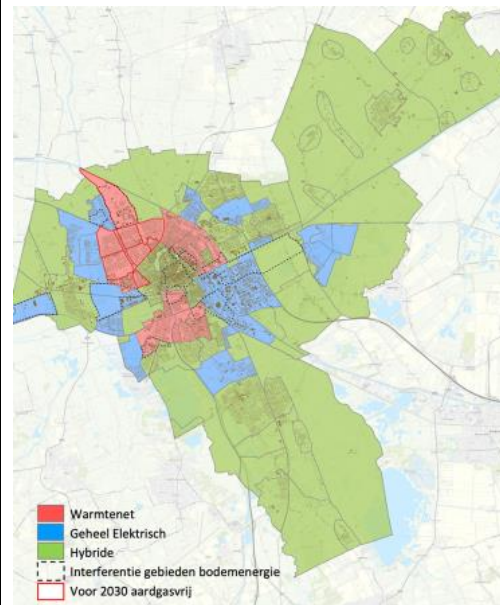 Warmtenet
Geheel Elektrisch
Hybride
Interferentie gebieden bodemenergie
Voor 2030 aardgasvrij